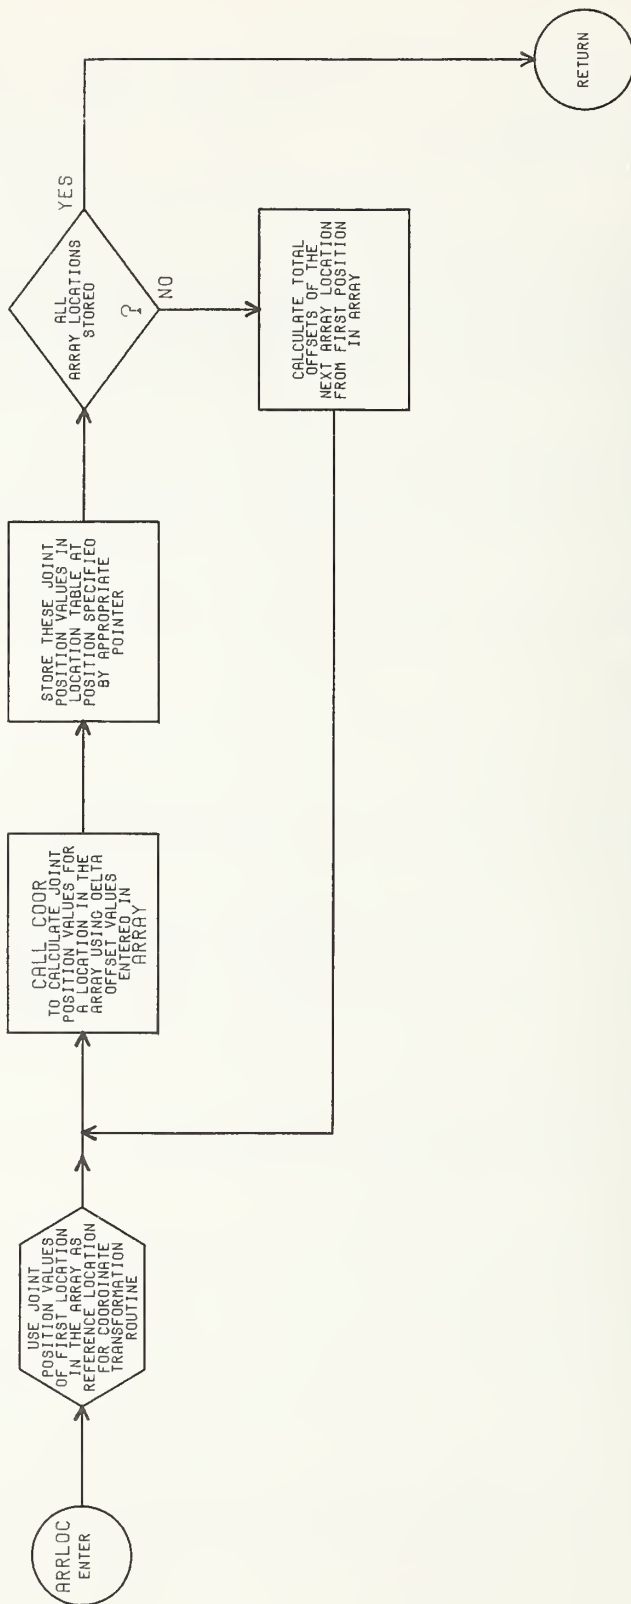 ARRLOC
ENTER
USE JOINT
POSITION VALUES
OF FIRST LOCATION
IN THE ARRAY AS
REFERENCE LOCATION
FOR COORDINATE
TRANSFORMATION
ROUTINE
CALL COOR
TO CALCULATE JOINT
POSITION VALUES FOR
A LOCATION IN THE
ARRAY USING DELTA
OFFSET VALUES
ENTERED IN
ARRAY
STORE THESE JOINT
POSITION VALUES IN
LOCATION TABLE AT
POSITION SPECIFIED
BY APPROPRIATE
POINTER
ALL
ARRAY LOCATIONS
STORED
?
YES
NO
CALCULATE TOTAL
OFFSETS OF THE
NEXT ARRAY LOCATION
FROM FIRST POSITION
IN ARRAY
RETURN